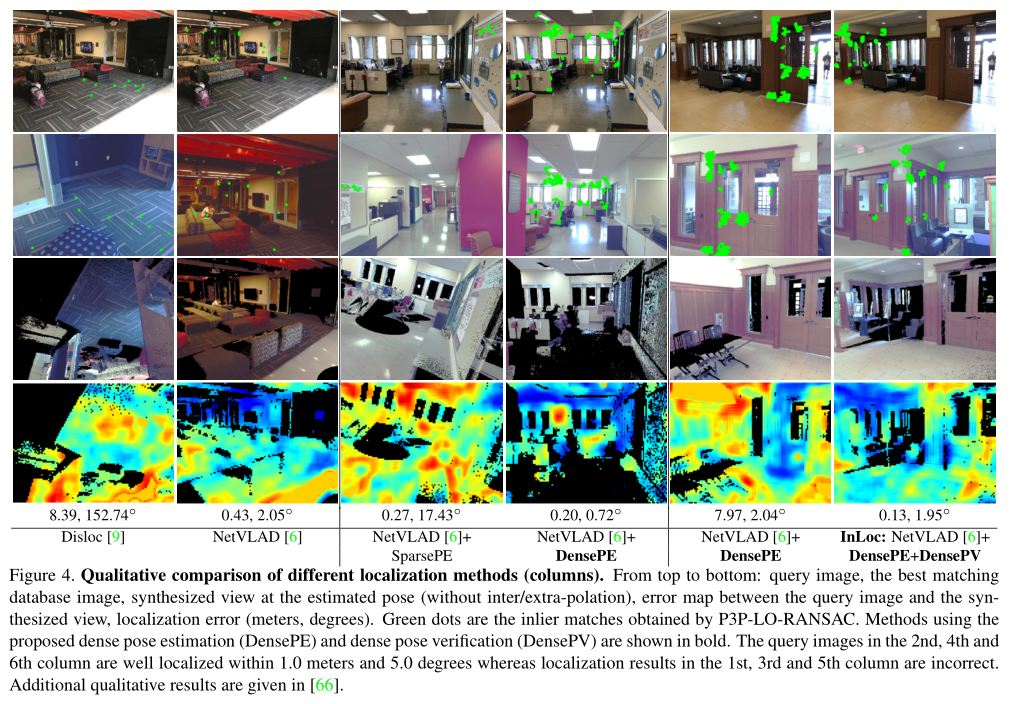 8.39, 152.74° 0.43, 2.05° 0.27, 17.43° 0.20, 0.72° 7.97, 2.04° 0.13, 1.95°
Disloc [9] NetVLAD [6] NetVLAD [6]+ NetVLAD [6]+ NetVLAD [6]+ InLoc: NetVLAD [6]+
SparsePE DensePE DensePE DensePE+DensePV
Figure 4. Qualitative comparison of different localization methods (columns). From top to bottom: query image, the best matching
database image, synthesized view at the estimated pose (without inter/extra-polation), error map between the query image and the syn-
thesized view, localization error (meters, degrees). Green dots are the inlier matches obtained by P3P-LO-RANSAC. Methods using the
proposed dense pose estimation (DensePE) and dense pose verification (DensePV) are shown in bold. The query images in the 2nd, 4th and
6th column are well localized within 1.0 meters and 5.0 degrees whereas localization results in the 1st, 3rd and 5th column are incorrect.
Additional qualitative results are given in [66].